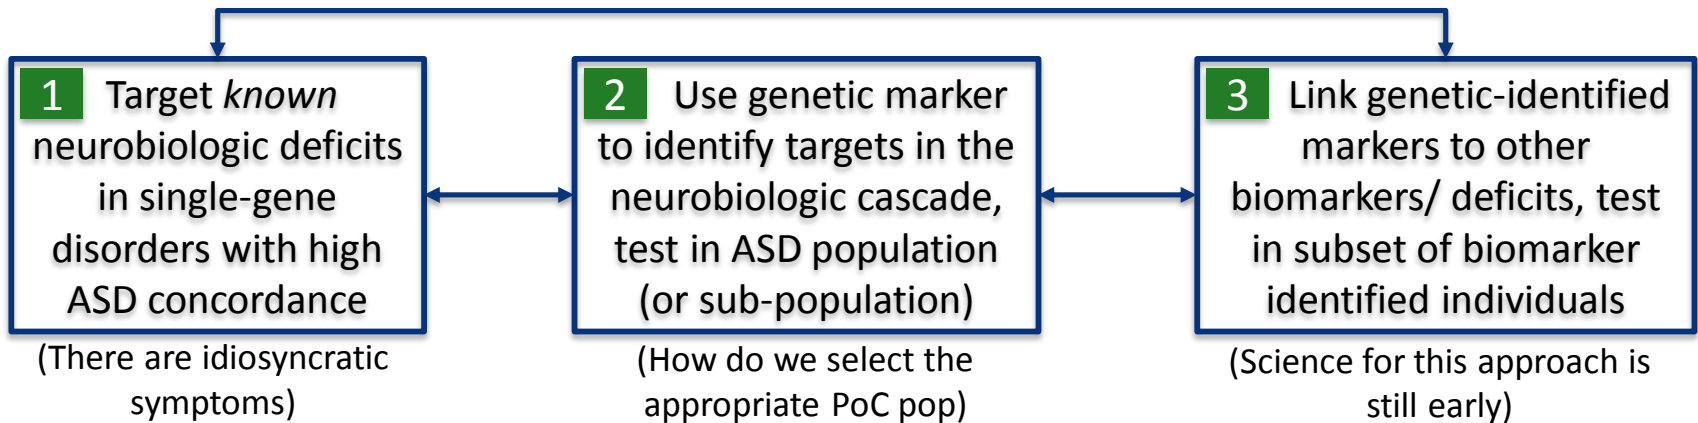 1 Target known
neurobiologic deficits
in single-gene
disorders with high
ASD concordance
(There are idiosyncratic
symptoms)
2 Use genetic marker
to identify targets in the
neurobiologic cascade,
test in ASD population
(or sub-population)
(How do we select the
appropriate PoC pop)
3 Link genetic-identified
markers to other
biomarkers/ deficits, test
in subset of biomarker
identified individuals
(Science for this approach is
still early)